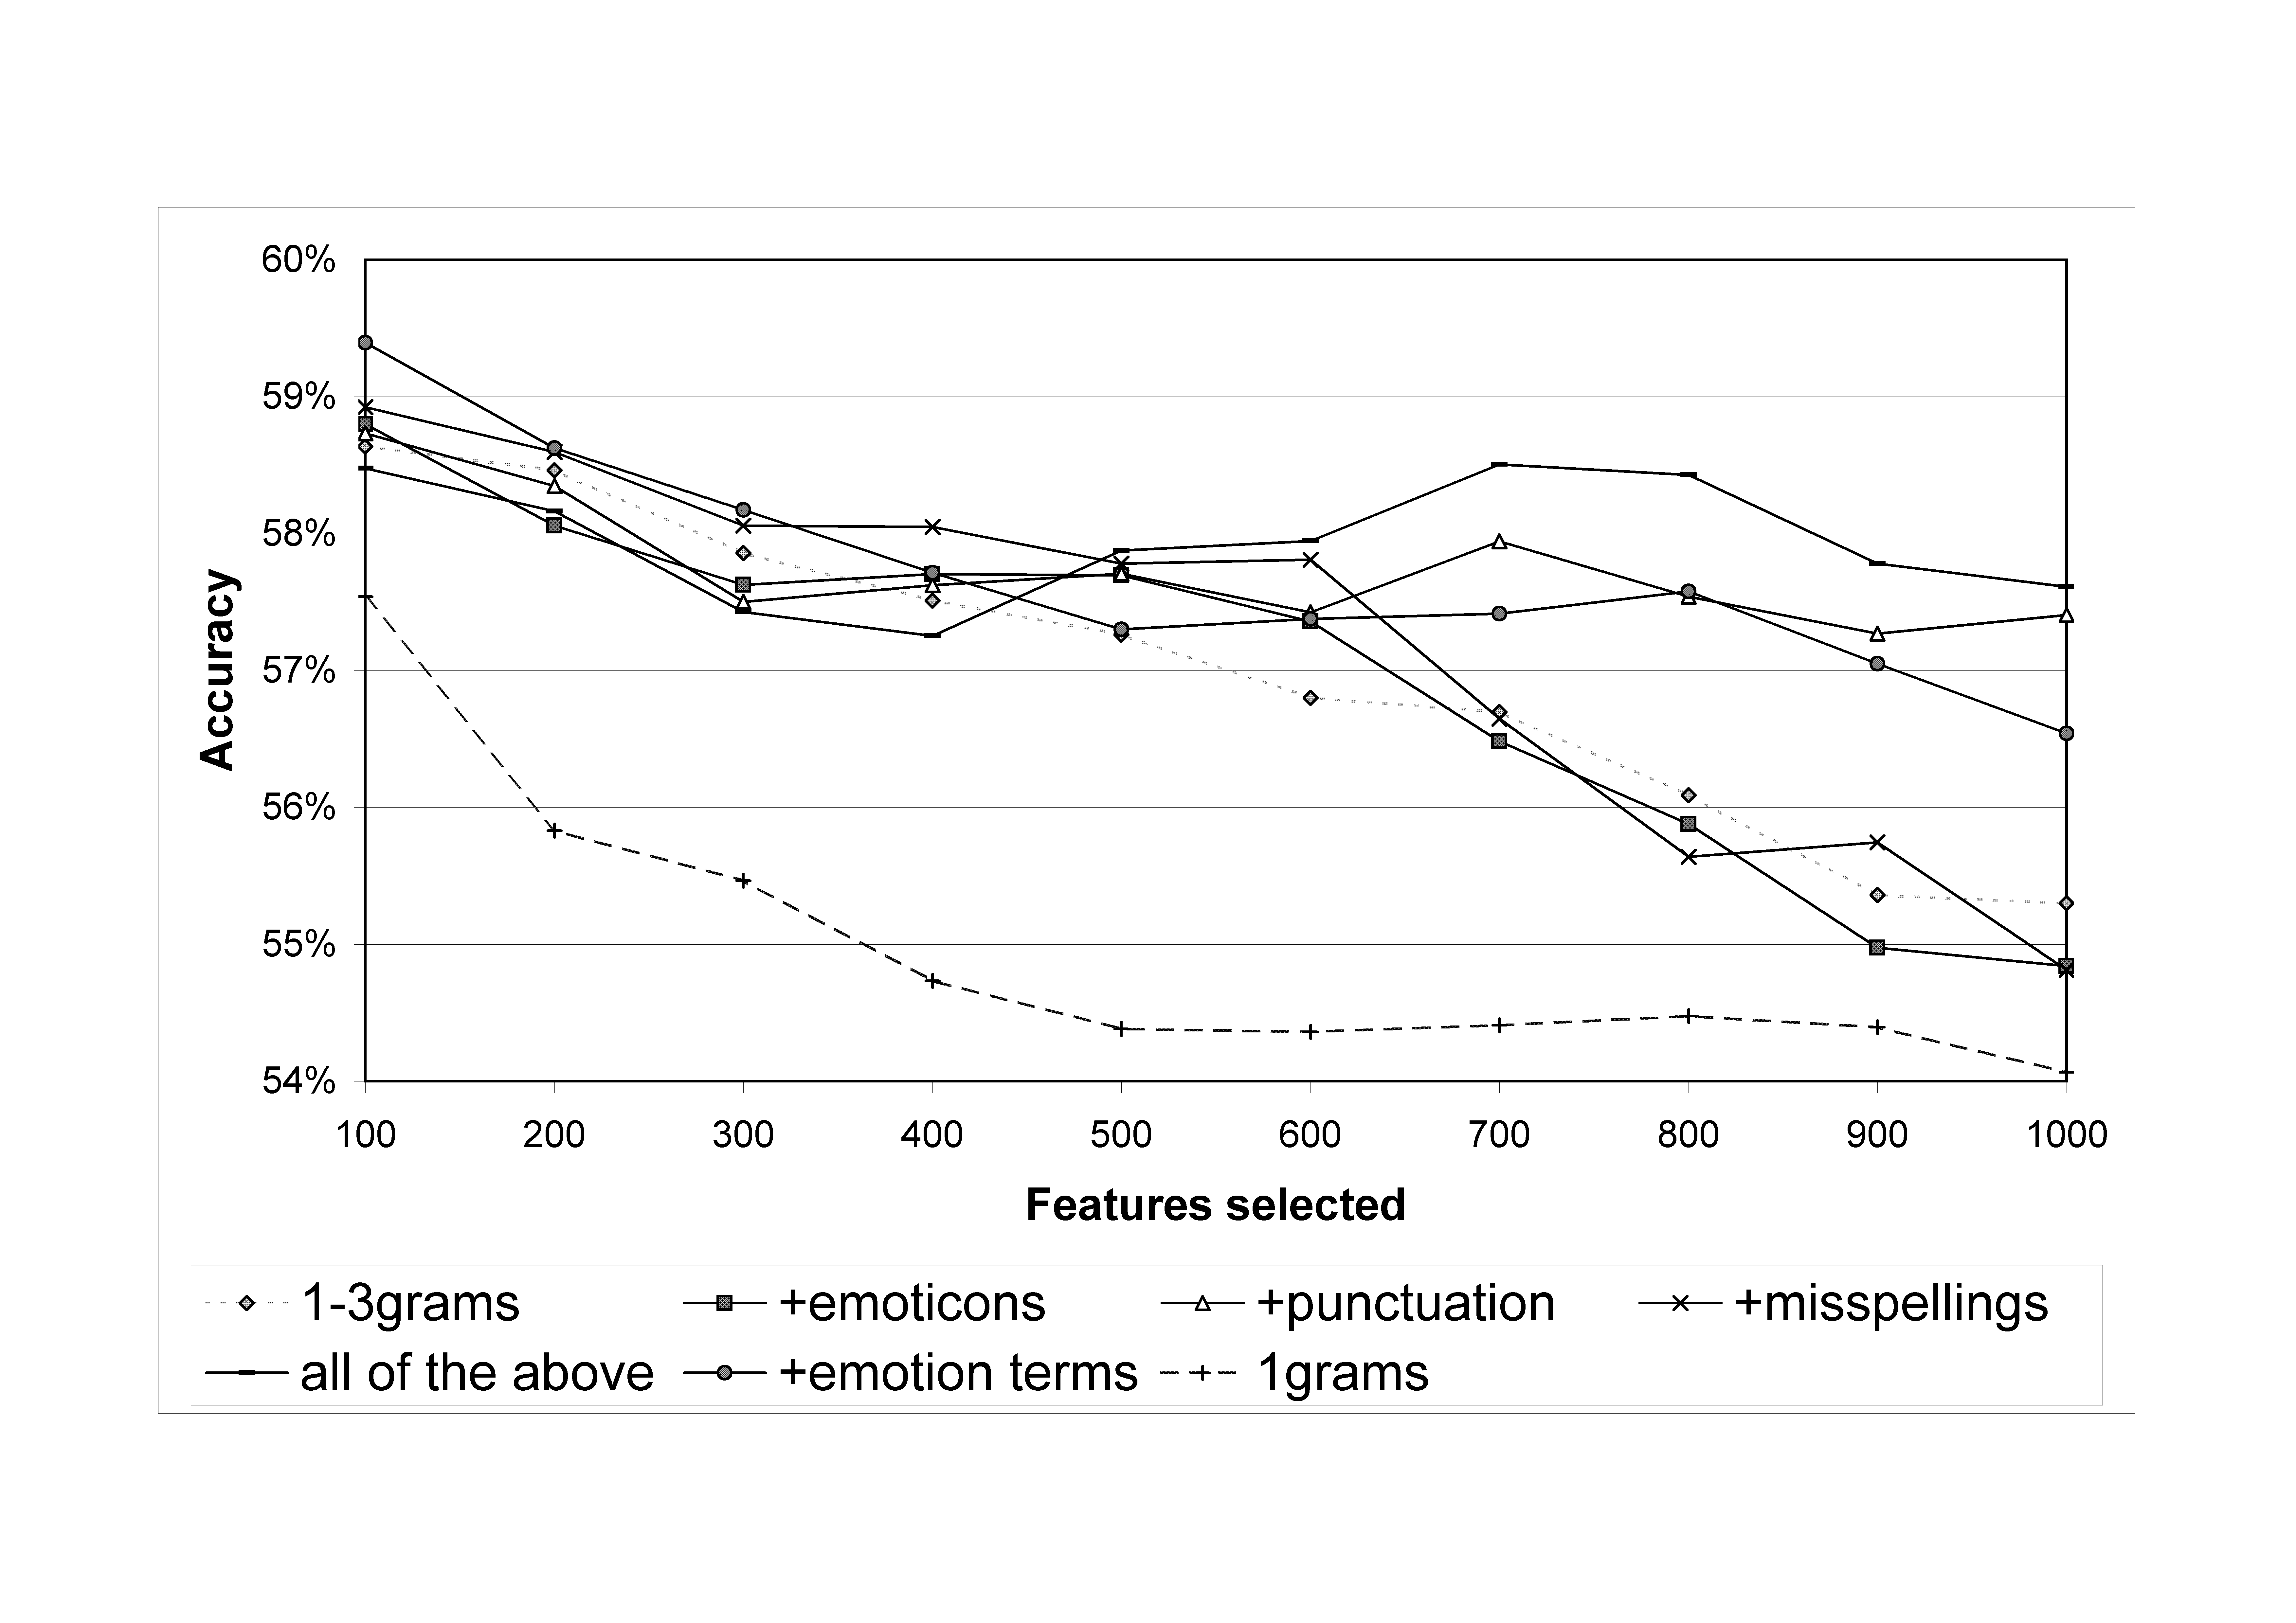 60%
59%
58%
57%
56%
55%
54%
Accuracy
100 200 300 400 500 600 700 800 900 1000
Features selected
1-3grams +emoticons +punctuation +misspellings
all of the above +emotion terms 1grams